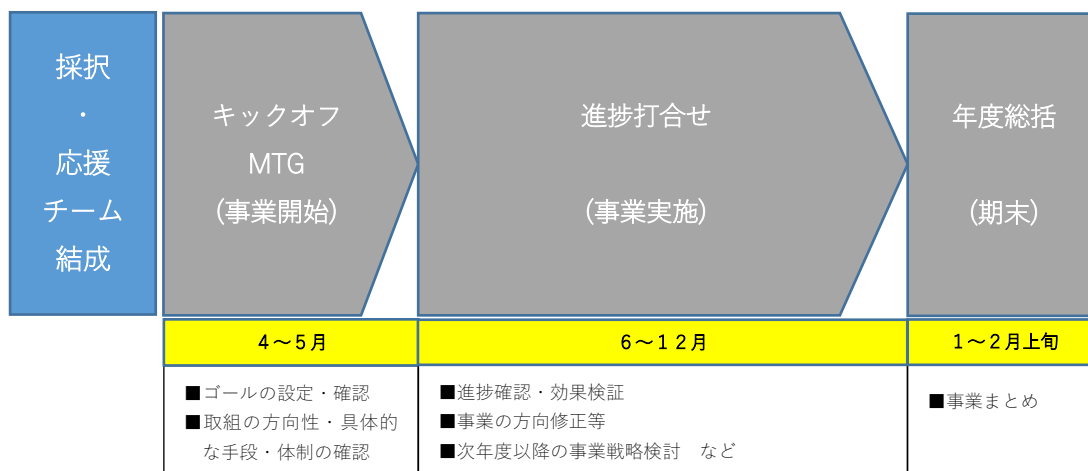 採択
・
応援
チーム
結成
キックオフ
MTG
(事業開始)
進捗打合せ
(事業実施)
年度総括
(期末)
4～5月
6～12月
1～2月上旬
■ゴールの設定・確認
■取組の方向性・具体的
な手段・体制の確認
■進捗確認・効果検証
■事業の方向修正等
■次年度以降の事業戦略検討　など
■事業まとめ